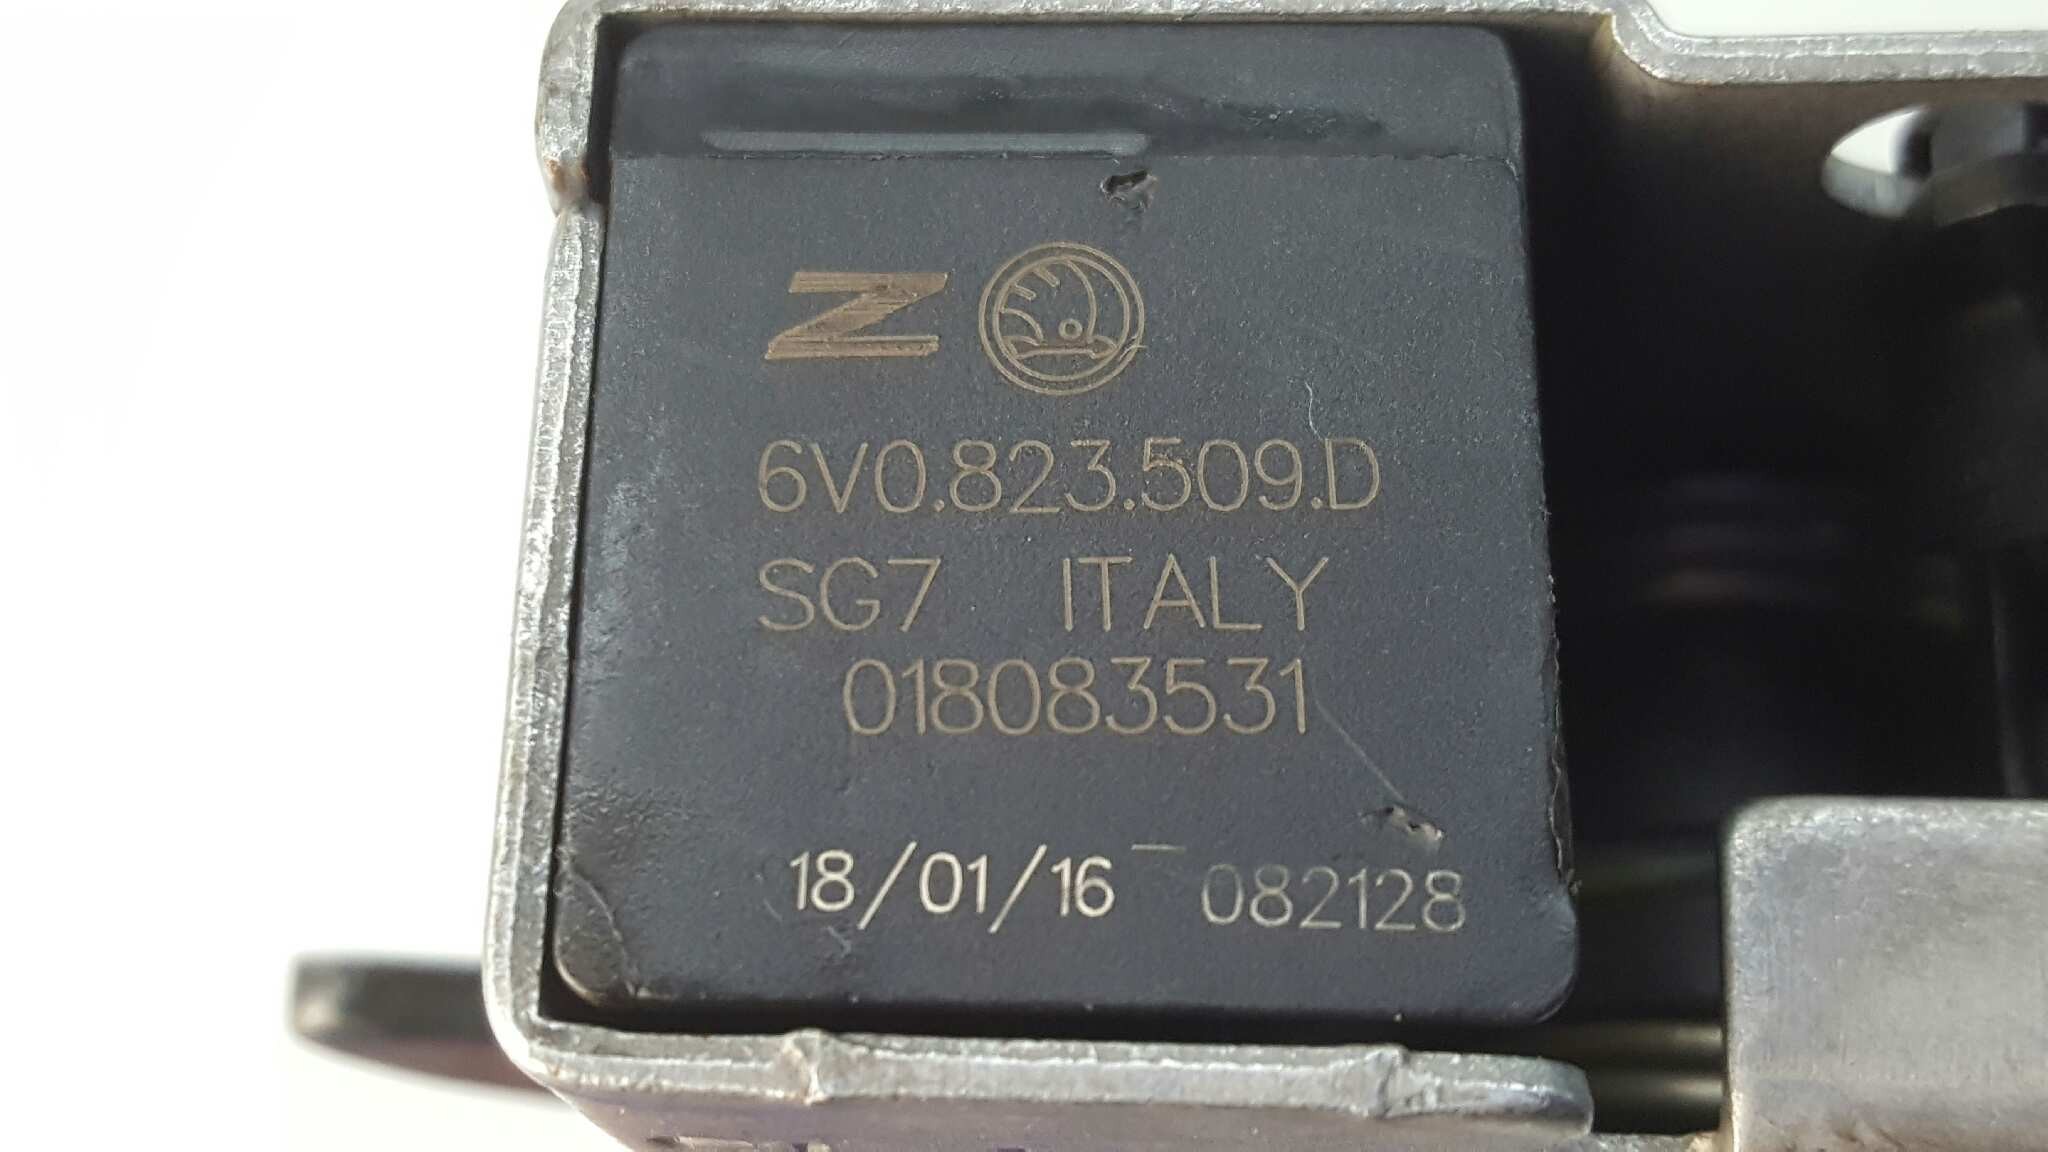 Z
6V0.823.509.D
SG7 ITALY
018083531
18/01/16 - 082128